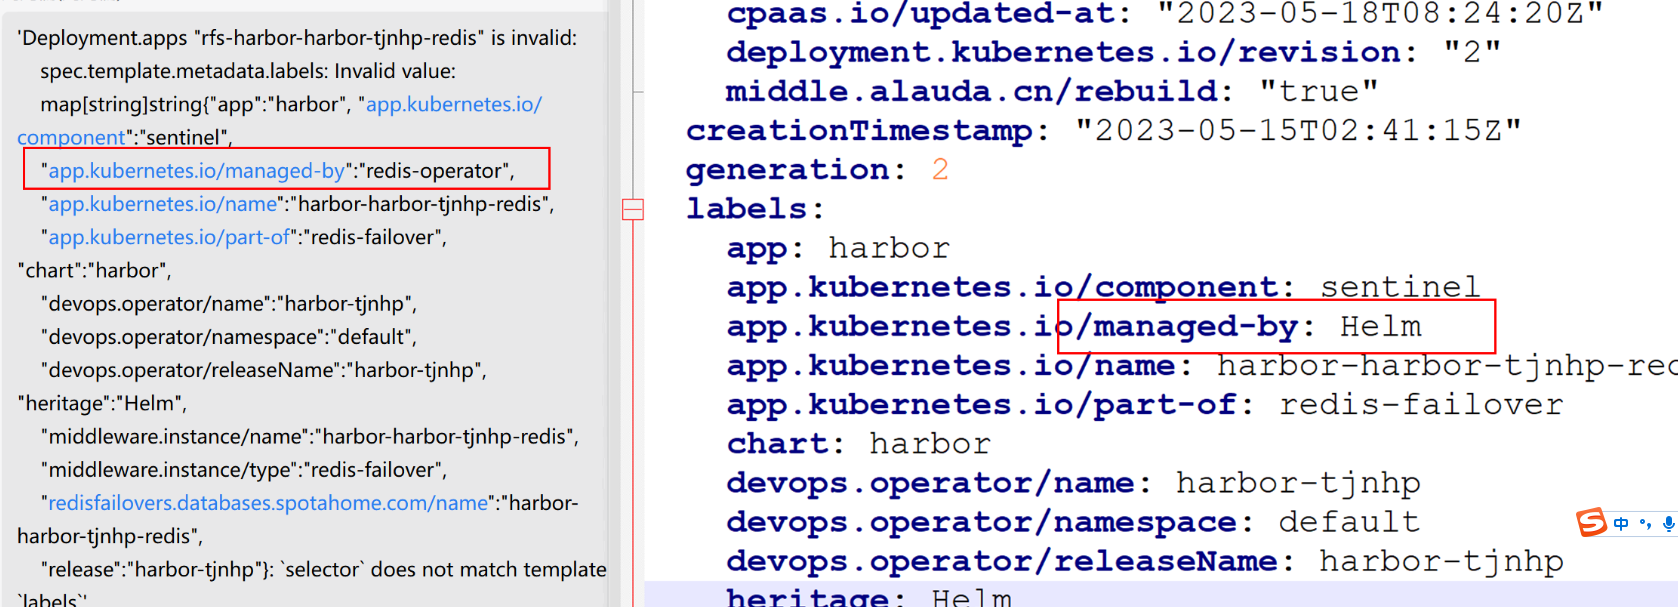 'Deployment.apps "rfs-harbor-harbor-tjnhp-redis" is invalid:
spec.template.metadata.labels: Invalid value:
map[string]string{"app":"harbor", "app.kubernetes.io/
component":"sentinel",
"app.kubernetes.io/managed-by":"redis-operator",
"app.kubernetes.io/name":"harbor-harbor-tjnhp-redis",
"app.kubernetes.io/part-of":"redis-failover",
"chart":"harbor",
"devops.operator/name":"harbor-tjnhp",
"devops.operator/namespace":"default",
"devops.operator/releaseName":"harbor-tjnhp",
"heritage":"Helm",
"middleware.instance/name":"harbor-harbor-tjnhp-redis",
"middleware.instance/type":"redis-failover",
"redisfailovers.databases.spotahome.com/name":"harbor-
harbor-tjnhp-redis",
"release":"harbor-tjnhp"}: `selector` does not match template
`labels`'
cpaas.io/updated-at: "2023-05-18T08:24:20Z"
deployment.kubernetes.io/revision: "2"
middle.alauda.cn/rebuild: "true"
creationTimestamp: "2023-05-15T02:41:15Z"
generation: 2
labels:
app: harbor
app.kubernetes.io/component: sentinel
app.kubernetes.io/managed-by: Helm
app.kubernetes.io/name: harbor-harbor-tjnhp-red
app.kubernetes.io/part-of: redis-failover
chart: harbor
devops.operator/name: harbor-tjnhp
devops.operator/namespace: default
devops.operator/releaseName: harbor-tjnhp
heritage: Helm
中